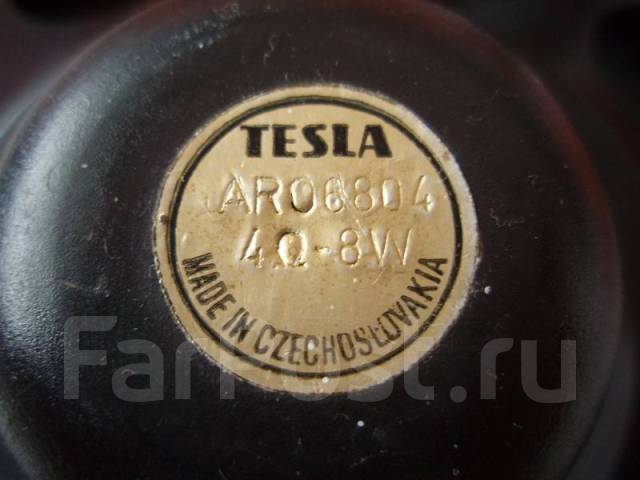 TESLA
ARO6804
4Ω-8W
MADE IN CZECHOSLOVAKIA
FarPost.ru